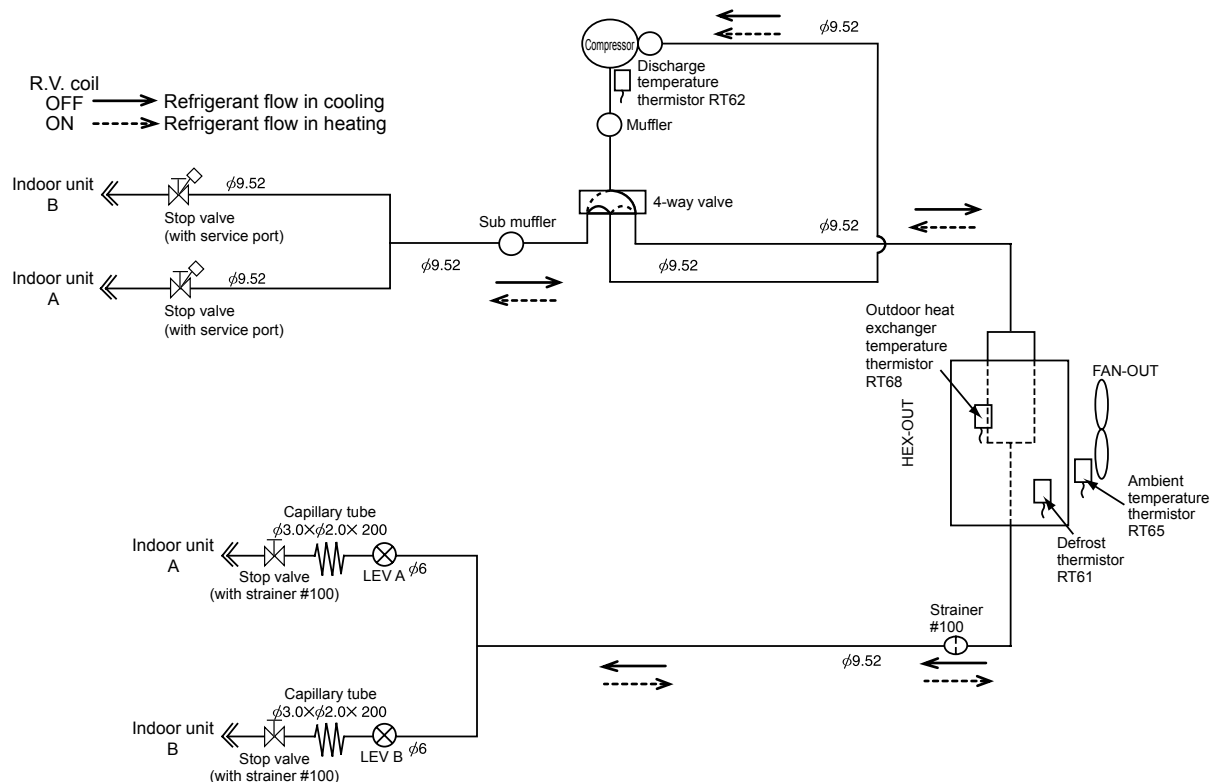 Compressor
ϕ9.52
Discharge
temperature
thermistor RT62
R.V. coil
OFF Refrigerant flow in cooling
ON Refrigerant flow in heating
Muffler
Indoor unit
B
ϕ9.52
Stop valve
(with service port)
4-way valve
Sub muffler
ϕ9.52
ϕ9.52
ϕ9.52
Indoor unit
A
ϕ9.52
Stop valve
(with service port)
Outdoor heat
exchanger
temperature
thermistor
RT68
FAN-OUT
HEX-OUT
Ambient
temperature
thermistor
RT65
Defrost
thermistor
RT61
Capillary tube
ϕ3.0×ϕ2.0× 200
Indoor unit
A
LEV A
ϕ6
Stop valve
(with strainer #100)
Strainer
#100
ϕ9.52
Capillary tube
ϕ3.0×ϕ2.0× 200
Indoor unit
B
LEV B
ϕ6
Stop valve
(with strainer #100)